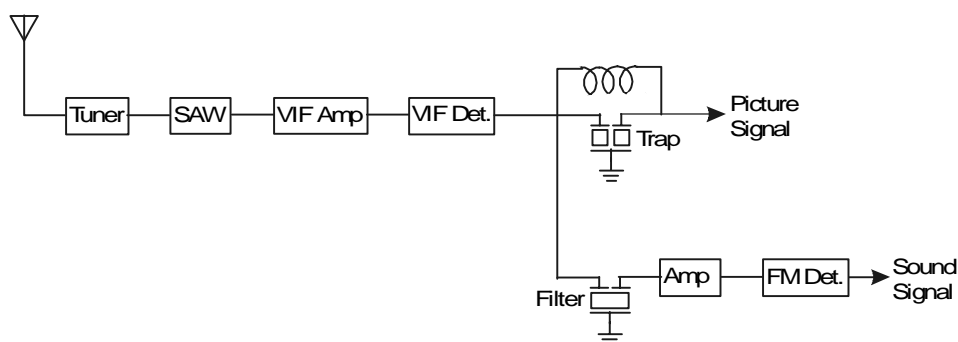 Tuner
SAW
VIF Amp
VIF Det.
Trap
Picture
Signal
Filter
Amp
FM Det.
Sound
Signal